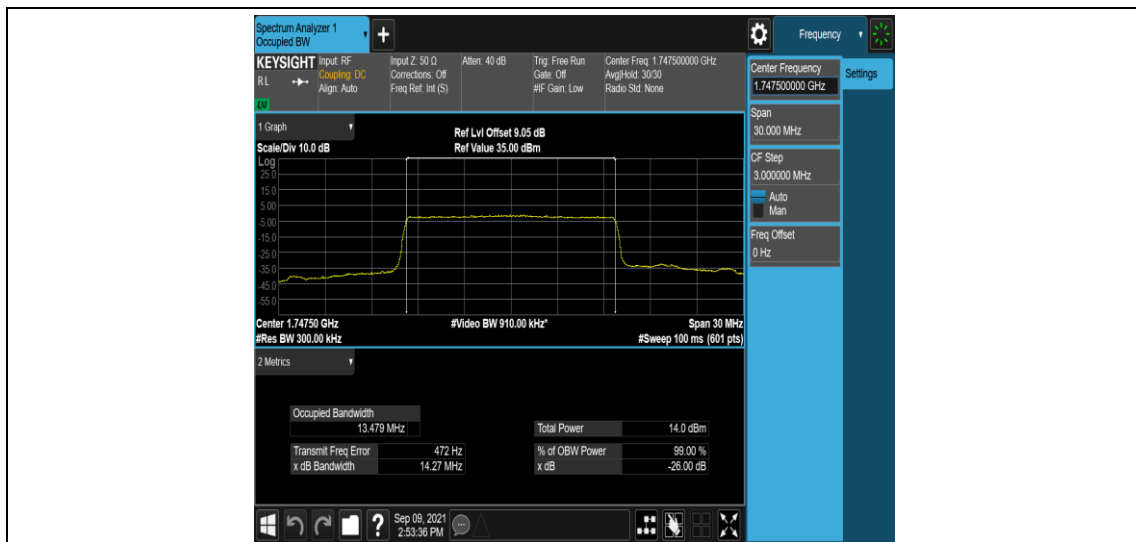 Spectrum Analyzer 1
Occupied BW
+
Frequency
KEYSIGHT Input: RF Input Z: 50 Ω Atten: 40 dB Trig: Free Run Center Freq: 1.747500000 GHz
RL Coupling: DC Corrections: Off Gate: Off Avg|Hold: 30/30
Align: Auto Freq Ref: Int (S) #IF Gain: Low Radio Std: None
LXI
Center Frequency
1.747500000 GHz
Settings
Span
30.000 MHz
CF Step
3.000000 MHz
Auto
Man
Freq Offset
0 Hz
1 Graph
Ref Lvl Offset 9.05 dB
Scale/Div 10.0 dB Ref Value 35.00 dBm
Log
25.0
15.0
5.00
-5.00
-15.0
-25.0
-35.0
-45.0
-55.0
Center 1.74750 GHz #Video BW 910.00 kHz* Span 30 MHz
#Res BW 300.00 kHz #Sweep 100 ms (601 pts)
2 Metrics
Occupied Bandwidth
13.479 MHz Total Power 14.0 dBm
Transmit Freq Error 472 Hz % of OBW Power 99.00 %
x dB Bandwidth 14.27 MHz x dB -26.00 dB
? Sep 09, 2021
2:53:36 PM